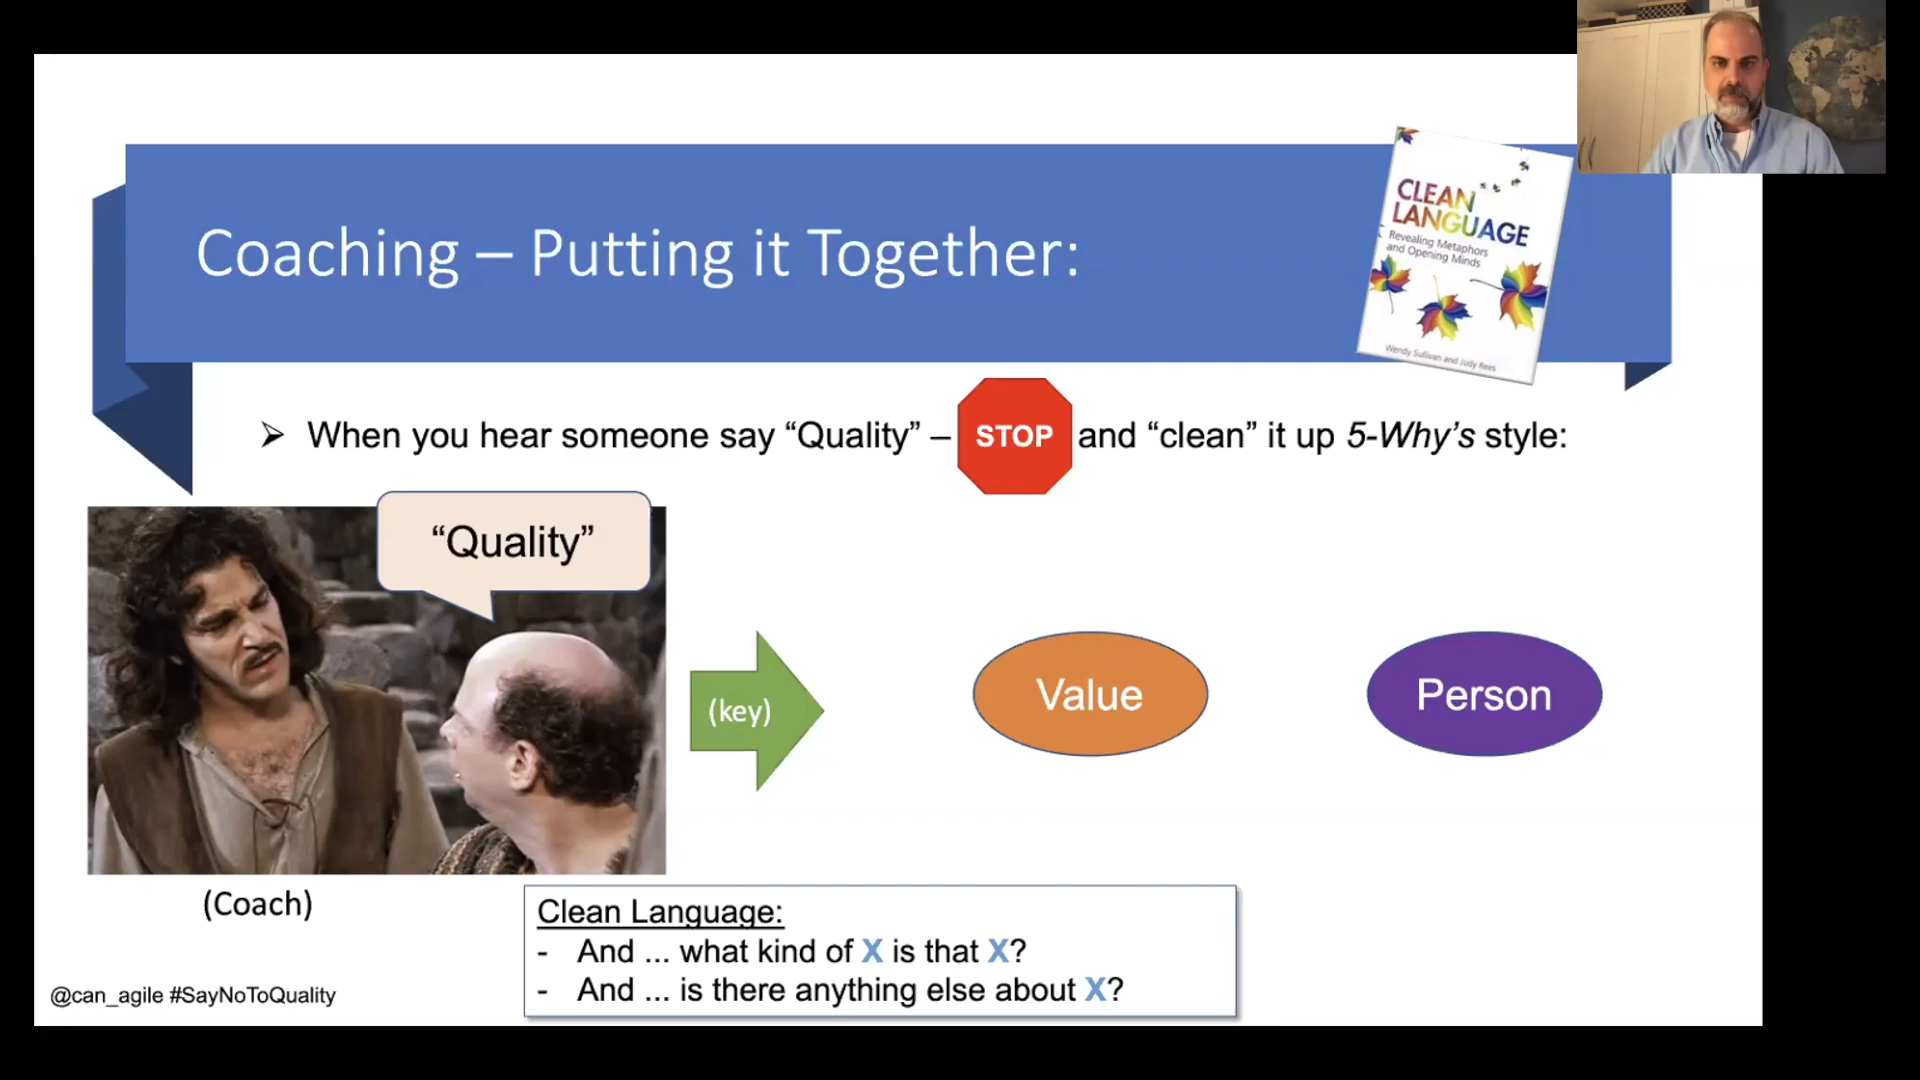 Coaching – Putting it Together:
CLEAN
LANGUAGE
Revealing Metaphors
and Opening Minds
Wendy Sullivan and Judy Rees
➢ When you hear someone say “Quality” – STOP and “clean” it up 5-Why’s style:
“Quality”
(key)
Value
Person
(Coach)
Clean Language:
- And ... what kind of X is that X?
- And ... is there anything else about X?
@can_agile #SayNoToQuality